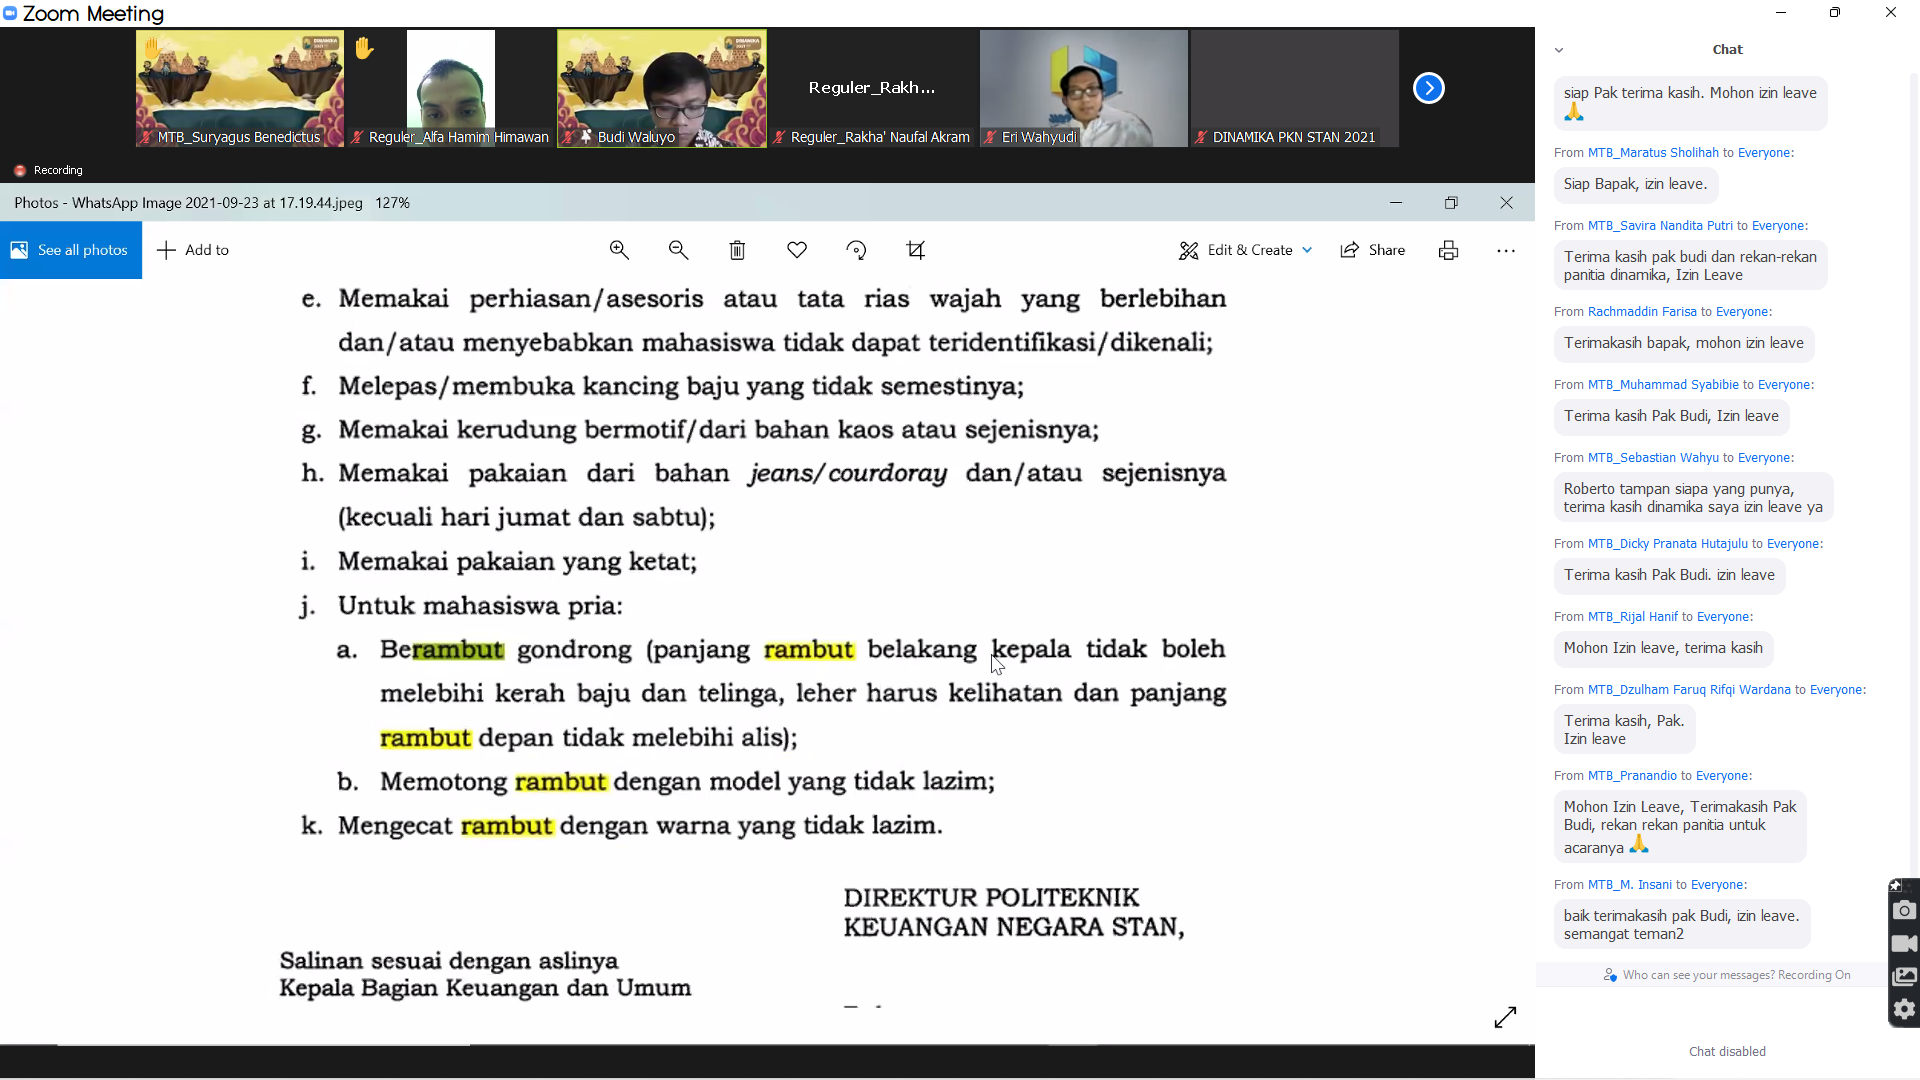 Zoom Meeting
MTB_Suryagus Benedictus
Reguler_Alfa Hamim Himawan
Budi Waluyo
Reguler_Rakh...
Reguler_Rakha' Naufal Akram
Eri Wahyudi
DINAMIKA PKN STAN 2021
Recording
Photos - WhatsApp Image 2021-09-23 at 17.19.44.jpeg 127%
See all photos
Add to
Edit & Create
Share
e. Memakai perhiasan/asesoris atau tata rias wajah yang berlebihan
dan/atau menyebabkan mahasiswa tidak dapat teridentifikasi/dikenali;
f. Melepas/membuka kancing baju yang tidak semestinya;
g. Memakai kerudung bermotif/dari bahan kaos atau sejenisnya;
h. Memakai pakaian dari bahan jeans/courdoray dan/atau sejenisnya
(kecuali hari jumat dan sabtu);
i. Memakai pakaian yang ketat;
j. Untuk mahasiswa pria:
a. Berambut gondrong (panjang rambut belakang kepala tidak boleh
melebihi kerah baju dan telinga, leher harus kelihatan dan panjang
rambut depan tidak melebihi alis);
b. Memotong rambut dengan model yang tidak lazim;
k. Mengecat rambut dengan warna yang tidak lazim.
DIREKTUR POLITEKNIK
KEUANGAN NEGARA STAN,
Salinan sesuai dengan aslinya
Kepala Bagian Keuangan dan Umum
Chat
siap Pak terima kasih. Mohon izin leave
From MTB_Maratus Sholihah to Everyone:
Siap Bapak, izin leave.
From MTB_Savira Nandita Putri to Everyone:
Terima kasih pak budi dan rekan-rekan
panitia dinamika, Izin Leave
From Rachmaddin Farisa to Everyone:
Terimakasih bapak, mohon izin leave
From MTB_Muhammad Syabibie to Everyone:
Terima kasih Pak Budi, Izin leave
From MTB_Sebastian Wahyu to Everyone:
Roberto tampan siapa yang punya,
terima kasih dinamika saya izin leave ya
From MTB_Dicky Pranata Hutajulu to Everyone:
Terima kasih Pak Budi. izin leave
From MTB_Rijal Hanif to Everyone:
Mohon Izin leave, terima kasih
From MTB_Dzulham Faruq Rifqi Wardana to Everyone:
Terima kasih, Pak.
Izin leave
From MTB_Pranandio to Everyone:
Mohon Izin Leave, Terimakasih Pak
Budi, rekan rekan panitia untuk
acaranya
From MTB_M. Insani to Everyone:
baik terimakasih pak Budi, izin leave.
semangat teman2
Who can see your messages? Recording On
Chat disabled